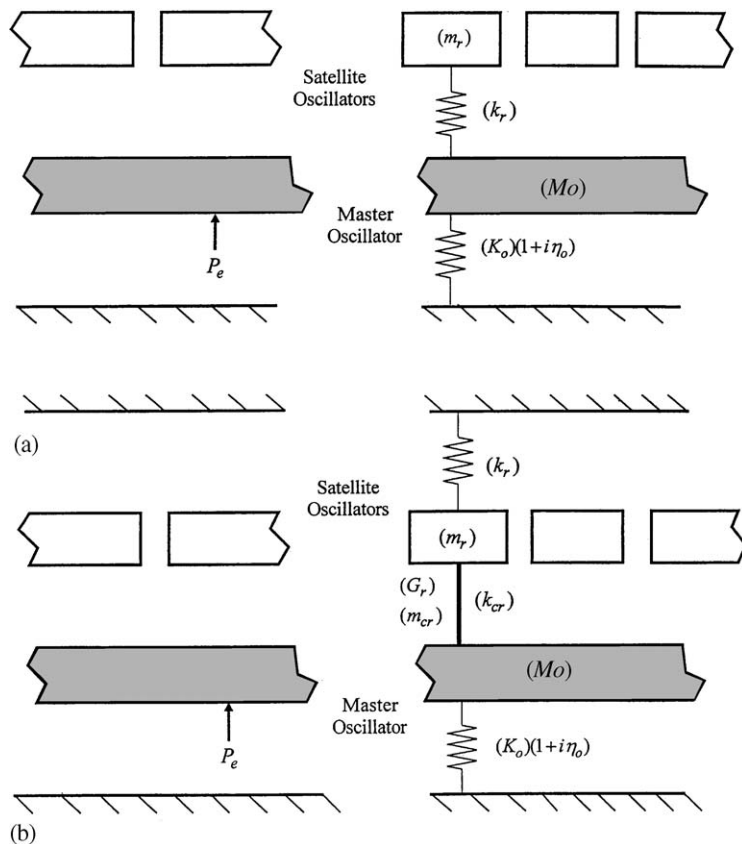 (m_r)
Satellite
Oscillators
(k_r)
(Mo)
Master
Oscillator
(K_o)(1+iη_o)
P_e
(a)
(k_r)
Satellite
Oscillators
(m_r)
(G_r)
(k_cr)
(m_cr)
(Mo)
Master
Oscillator
(K_o)(1+iη_o)
P_e
(b)